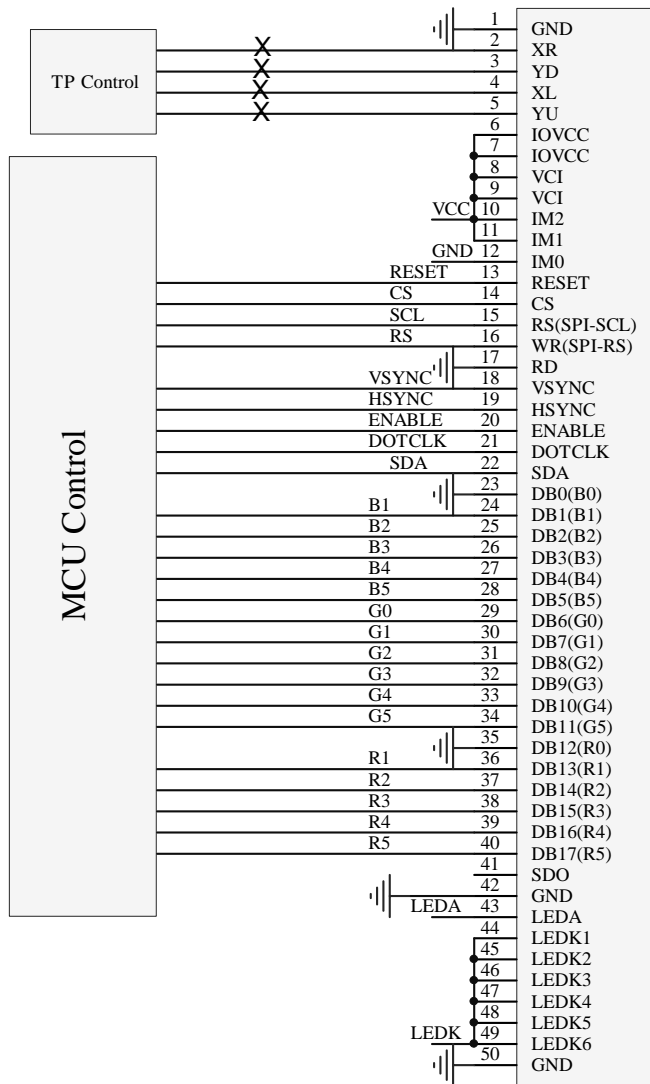 1 GND
2 XR
TP Control
3 YD
4 XL
5 YU
6 IOVCC
7 IOVCC
8 VCI
9 VCI
VCC 10 IM2
11 IM1
GND 12 IM0
RESET 13 RESET
CS 14 CS
SCL 15 RS(SPI-SCL)
RS 16 WR(SPI-RS)
17 RD
VSYNC 18 VSYNC
HSYNC 19 HSYNC
ENABLE 20 ENABLE
DOTCLK 21 DOTCLK
SDA 22 SDA
23 DB0(B0)
B1 24 DB1(B1)
B2 25 DB2(B2)
B3 26 DB3(B3)
B4 27 DB4(B4)
B5 28 DB5(B5)
G0 29 DB6(G0)
G1 30 DB7(G1)
G2 31 DB8(G2)
G3 32 DB9(G3)
G4 33 DB10(G4)
G5 34 DB11(G5)
35 DB12(R0)
R1 36 DB13(R1)
R2 37 DB14(R2)
R3 38 DB15(R3)
R4 39 DB16(R4)
R5 40 DB17(R5)
MCU Control
41 SDO
42 GND
LEDA 43 LEDA
44 LEDK1
45 LEDK2
46 LEDK3
47 LEDK4
48 LEDK5
LEDK 49 LEDK6
50 GND